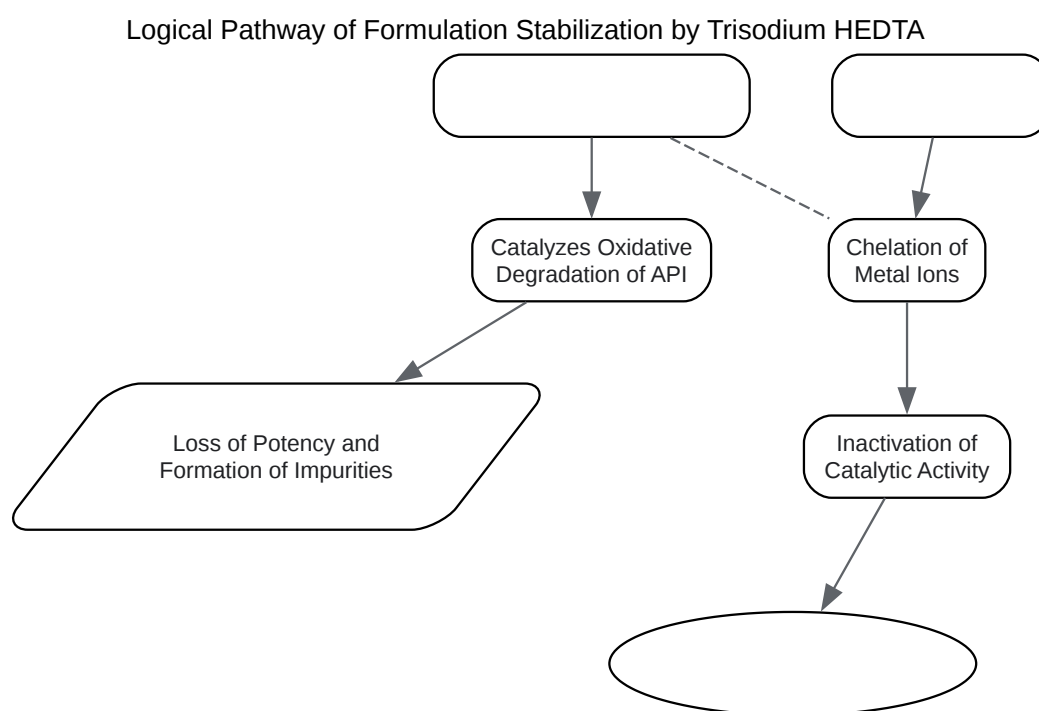 Logical Pathway of Formulation Stabilization by Trisodium HEDTA
Catalyzes Oxidative
Degradation of API
Chelation of
Metal Ions
Loss of Potency and
Formation of Impurities
Inactivation of
Catalytic Activity